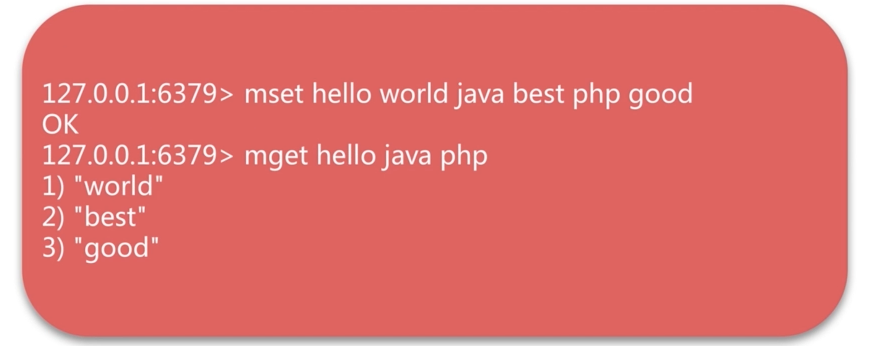 127.0.0.1:6379> mset hello world java best php good
OK
127.0.0.1:6379> mget hello java php
1) "world"
2) "best"
3) "good"